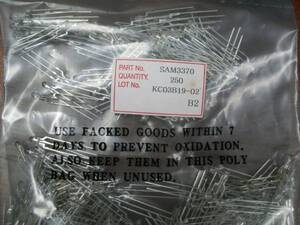 PART No. SAM3370
QUANTITY. 250
LOT No. KC03B19-02
B2
USE PACKED GOODS WITHIN 7
DAYS TO PREVENT OXIDATION.
ALSO KEEP THEM IN THIS POLY
BAG WHEN UNUSED.